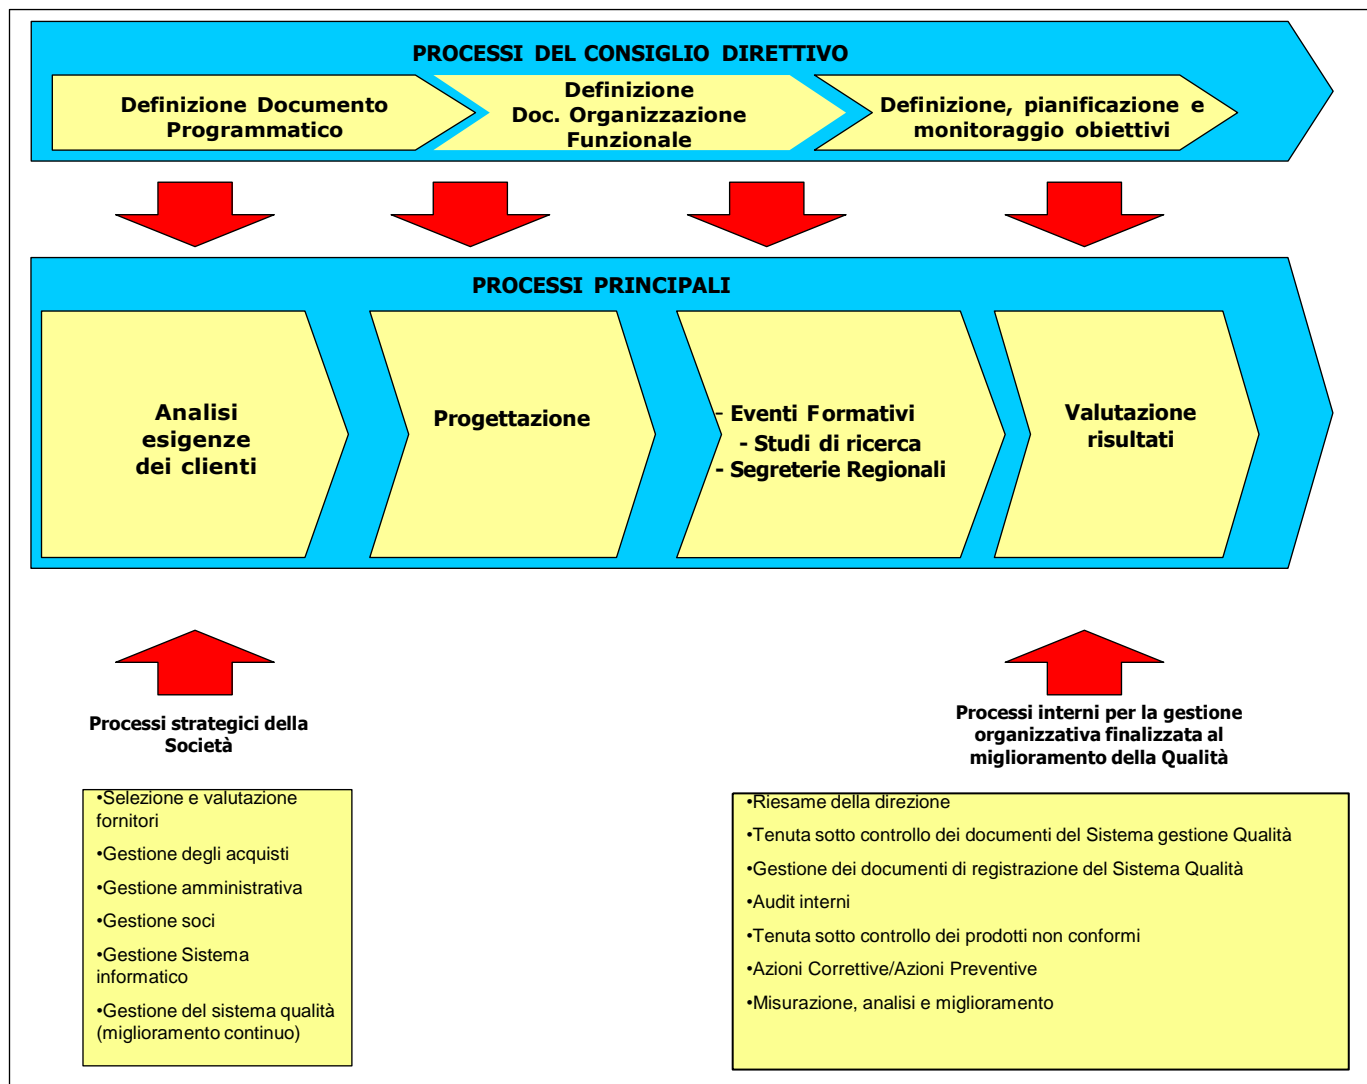 PROCESSI DEL CONSIGLIO DIRETTIVO
Definizione Documento
Programmatico
Definizione
Doc. Organizzazione
Funzionale
Definizione, pianificazione e
monitoraggio obiettivi
PROCESSI PRINCIPALI
Analisi
esigenze
dei clienti
Progettazione
- Eventi Formativi
- Studi di ricerca
- Segreterie Regionali
Valutazione
risultati
Processi strategici della
Società
•Selezione e valutazione
fornitori
•Gestione degli acquisti
•Gestione amministrativa
•Gestione soci
•Gestione Sistema
informatico
•Gestione del sistema qualità
(miglioramento continuo)
Processi interni per la gestione
organizzativa finalizzata al
miglioramento della Qualità
•Riesame della direzione
•Tenuta sotto controllo dei documenti del Sistema gestione Qualità
•Gestione dei documenti di registrazione del Sistema Qualità
•Audit interni
•Tenuta sotto controllo dei prodotti non conformi
•Azioni Correttive/Azioni Preventive
•Misurazione, analisi e miglioramento